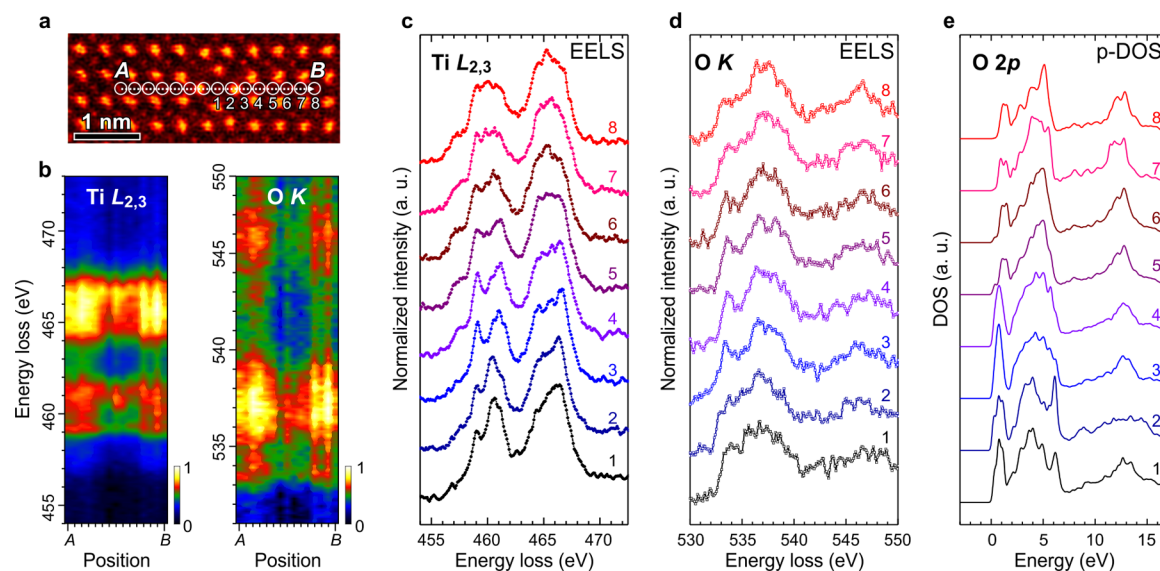 a
A
B
1 2 3 4 5 6 7 8
1 nm
b
Ti L2,3
O K
Energy loss (eV)
470
465
460
455
550
545
540
535
1
0
1
0
A
B
A
B
Position
Position
c
Ti L2,3
EELS
Normalized intensity (a. u.)
8
7
6
5
4
3
2
1
455 460 465 470
Energy loss (eV)
d
O K
EELS
Normalized intensity (a. u.)
8
7
6
5
4
3
2
1
530 535 540 545 550
Energy loss (eV)
e
O 2p
p-DOS
DOS (a. u.)
8
7
6
5
4
3
2
1
0 5 10 15
Energy (eV)